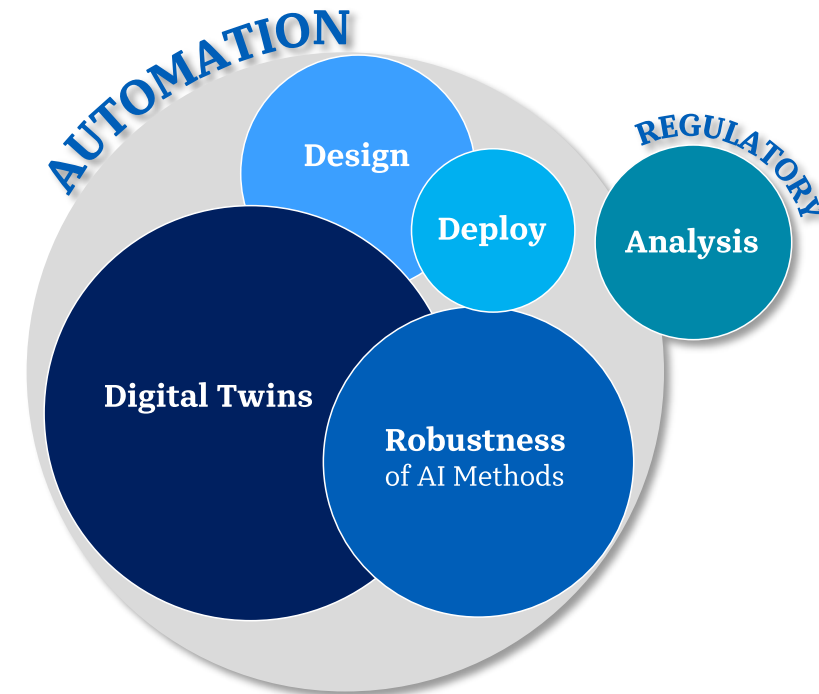 AUTOMATION
REGULATORY
Design
Deploy
Analysis
Digital Twins
Robustness
of AI Methods